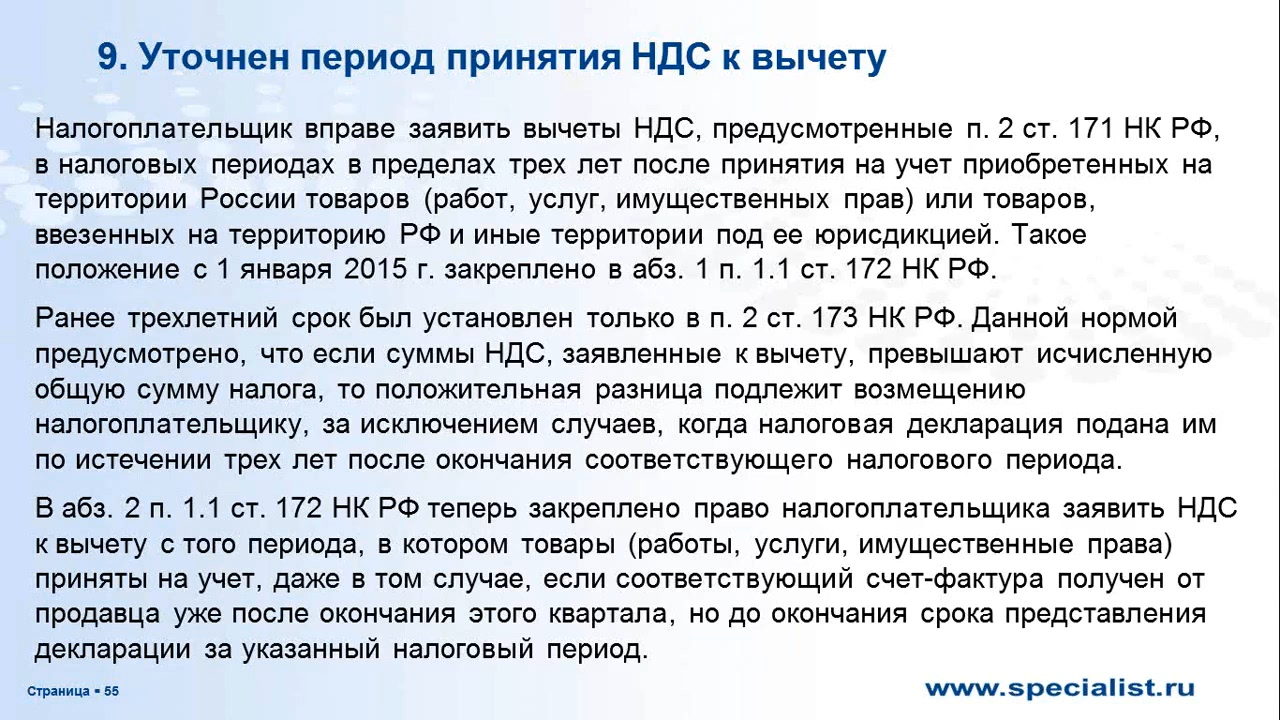 9. Уточнен период принятия НДС к вычету
Налогоплательщик вправе заявить вычеты НДС, предусмотренные п. 2 ст. 171 НК РФ,
в налоговых периодах в пределах трех лет после принятия на учет приобретенных на
территории России товаров (работ, услуг, имущественных прав) или товаров,
ввезенных на территорию РФ и иные территории под ее юрисдикцией. Такое
положение с 1 января 2015 г. закреплено в абз. 1 п. 1.1 ст. 172 НК РФ.
Ранее трехлетний срок был установлен только в п. 2 ст. 173 НК РФ. Данной нормой
предусмотрено, что если суммы НДС, заявленные к вычету, превышают исчисленную
общую сумму налога, то положительная разница подлежит возмещению
налогоплательщику, за исключением случаев, когда налоговая декларация подана им
по истечении трех лет после окончания соответствующего налогового периода.
В абз. 2 п. 1.1 ст. 172 НК РФ теперь закреплено право налогоплательщика заявить НДС
к вычету с того периода, в котором товары (работы, услуги, имущественные права)
приняты на учет, даже в том случае, если соответствующий счет-фактура получен от
продавца уже после окончания этого квартала, но до окончания срока представления
декларации за указанный налоговый период.
Страница ▪ 55
www.specialist.ru